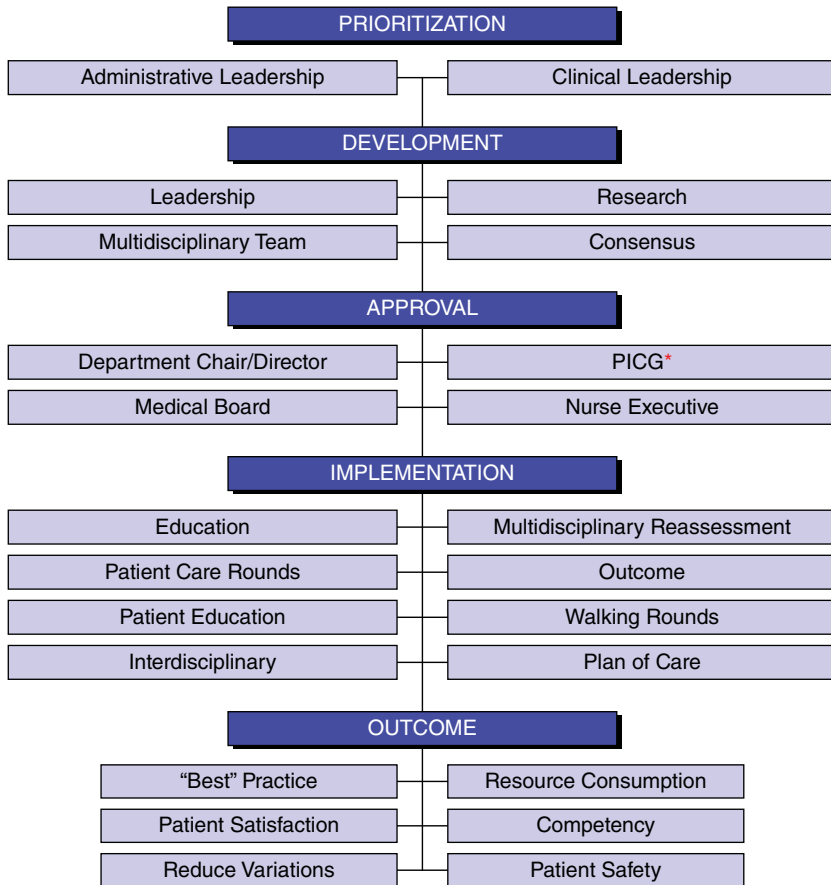 PRIORITIZATION
Administrative Leadership
Clinical Leadership
DEVELOPMENT
Leadership
Research
Multidisciplinary Team
Consensus
APPROVAL
Department Chair/Director
PICG*
Medical Board
Nurse Executive
IMPLEMENTATION
Education
Multidisciplinary Reassessment
Patient Care Rounds
Outcome
Patient Education
Walking Rounds
Interdisciplinary
Plan of Care
OUTCOME
“Best” Practice
Resource Consumption
Patient Satisfaction
Competency
Reduce Variations
Patient Safety